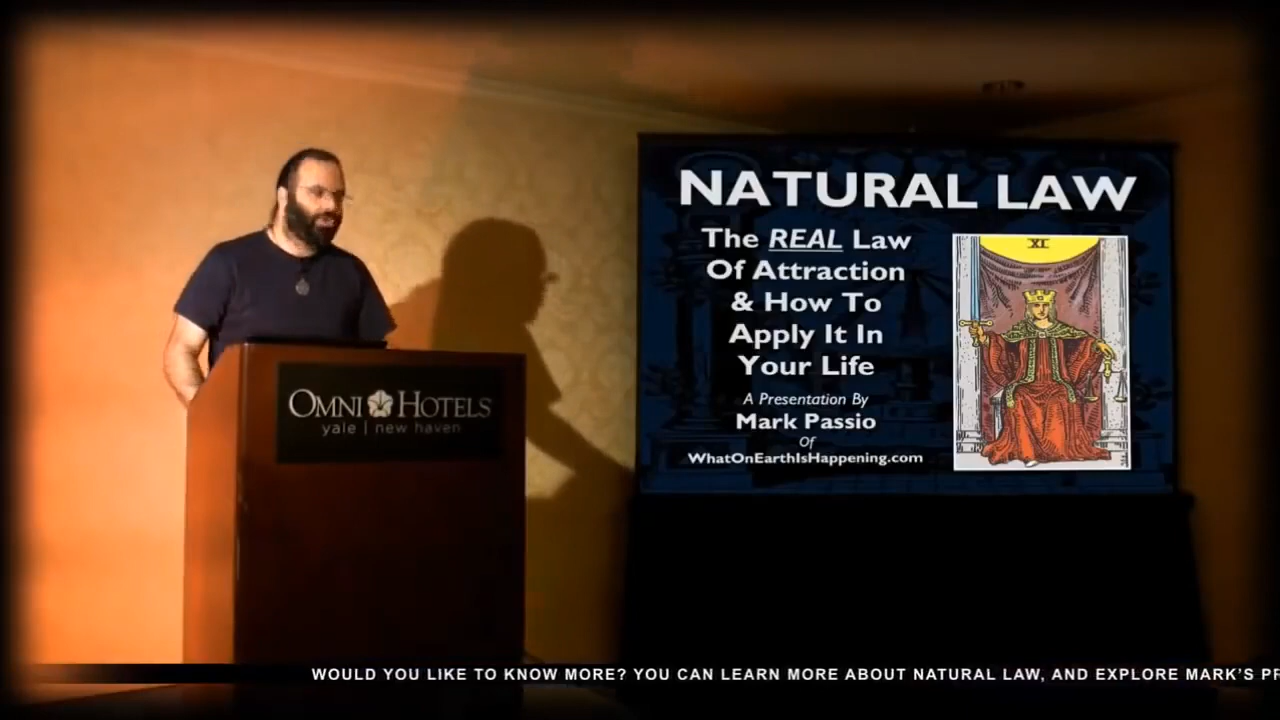 OMNI HOTELS
yale | new haven
NATURAL LAW
The REAL Law
Of Attraction
& How To
Apply It In
Your Life
A Presentation By
Mark Passio
Of
WhatOnEarthIsHappening.com
XI
WOULD YOU LIKE TO KNOW MORE? YOU CAN LEARN MORE ABOUT NATURAL LAW, AND EXPLORE MARK'S PR